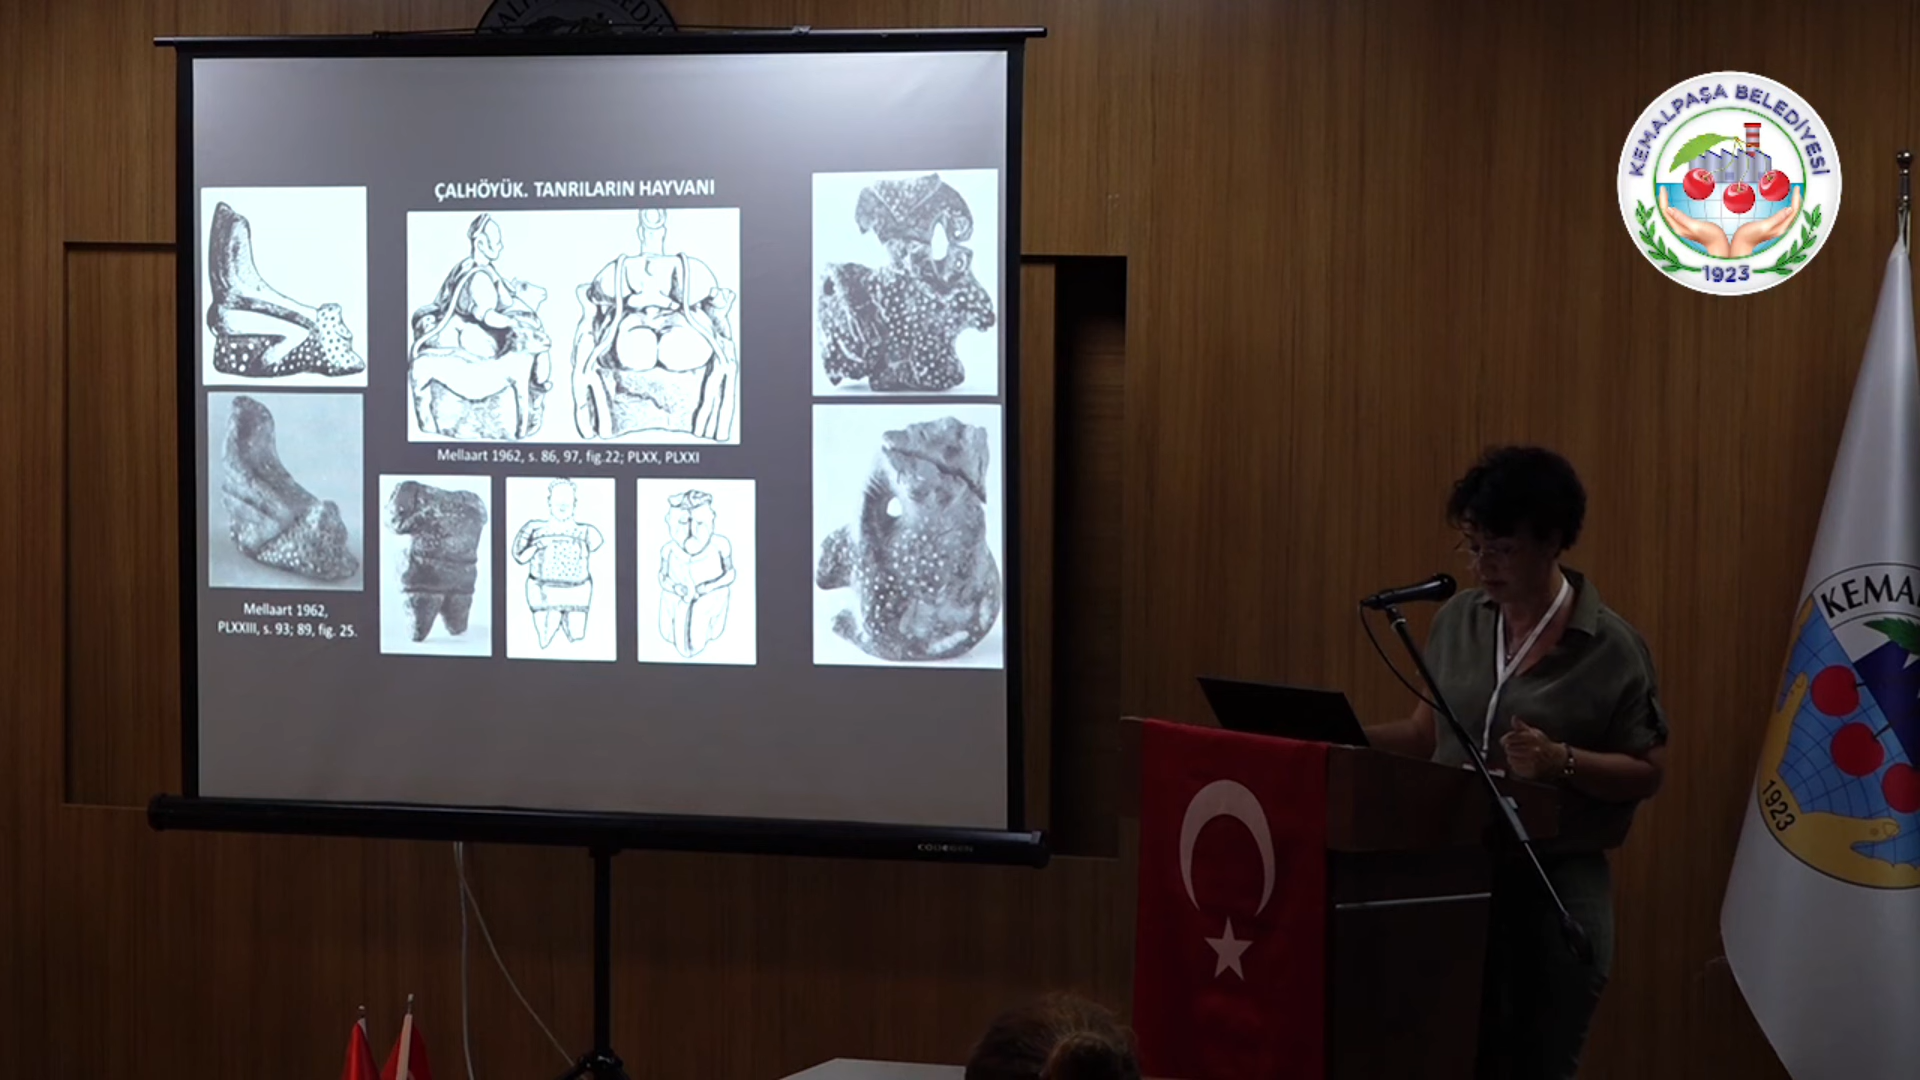 ÇALHÖYÜK. TANRILARIN HAYVANI
Mellaart 1962, s. 86, 97, fig.22; PLXX, PLXXI
Mellaart 1962,
PLXXIII, s. 93; 89, fig. 25.
KEMALPAŞA BELEDİYESİ
1923
KEMAL
1923